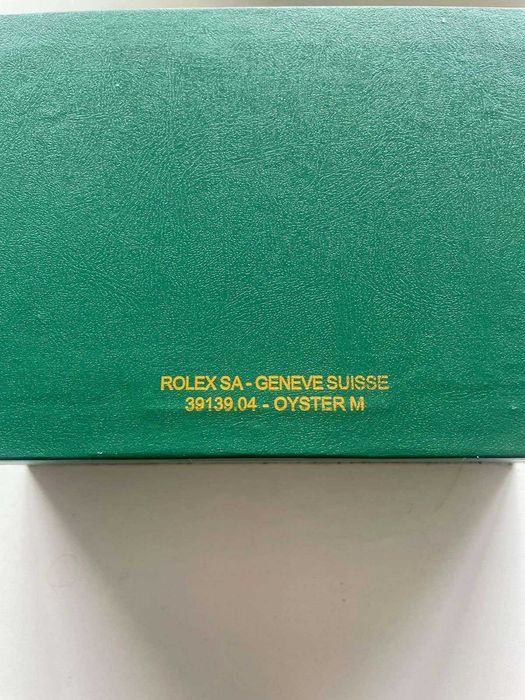 ROLEX SA - GENEVE SUISSE
39139.04 - OYSTER M